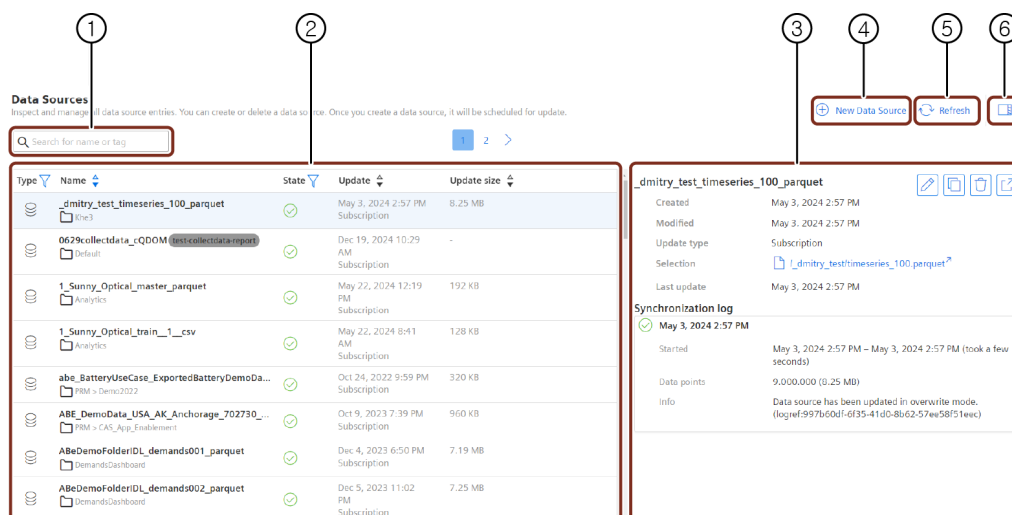 1
2
3
4
5
6
Data Sources
Inspect and manage all data source entries. You can create or delete a data source. Once you create a data source, it will be scheduled for update.
New Data Source
Refresh
Search for name or tag
1
2
Type
Name
State
Update
Update size
_dmitry_test_timeseries_100_parquet
Khe3
May 3, 2024 2:57 PM
Subscription
8.25 MB
0629collectdata_cQDOM
test-collectdata-report
Default
Dec 19, 2024 10:29
AM
Subscription
-
1_Sunny_Optical_master_parquet
Analytics
May 22, 2024 12:19
PM
Subscription
192 KB
1_Sunny_Optical_train__1__csv
Analytics
May 22, 2024 8:41
AM
Subscription
128 KB
abe_BatteryUseCase_ExportedBatteryDemoDa...
PRM > Demo2022
Oct 24, 2022 9:59 PM
Subscription
320 KB
ABE_DemoData_USA_AK_Anchorage_702730_...
PRM > CAS_App_Enablement
Oct 9, 2023 7:39 PM
Subscription
960 KB
ABeDemoFolderIDL_demands001_parquet
DemandsDashboard
Dec 4, 2023 6:50 PM
Subscription
7.19 MB
ABeDemoFolderIDL_demands002_parquet
DemandsDashboard
Dec 5, 2023 11:02
PM
Subscription
7.25 MB
_dmitry_test_timeseries_100_parquet
Created May 3, 2024 2:57 PM
Modified May 3, 2024 2:57 PM
Update type Subscription
Selection /_dmitry_test/timeseries_100.parquet
Last update May 3, 2024 2:57 PM
Synchronization log
May 3, 2024 2:57 PM
Started May 3, 2024 2:57 PM – May 3, 2024 2:57 PM (took a few
seconds)
Data points 9.000.000 (8.25 MB)
Info Data source has been updated in overwrite mode.
(logref:997b60df-6f35-41d0-8b62-57ee58f51eec)